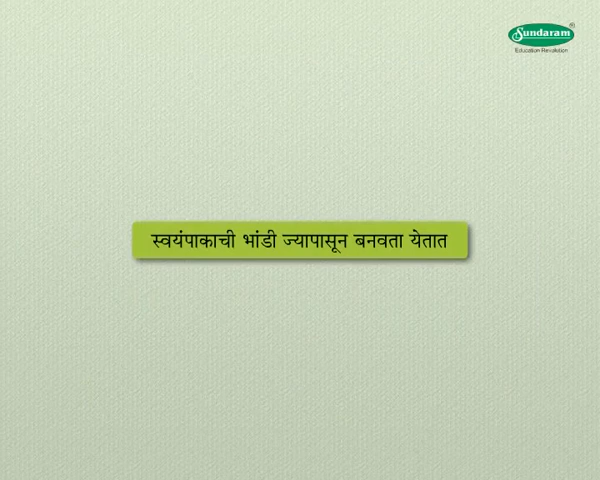 Sundaram®
Education Revolution
स्वयंपाकाची भांडी ज्यापासून बनवता येतात